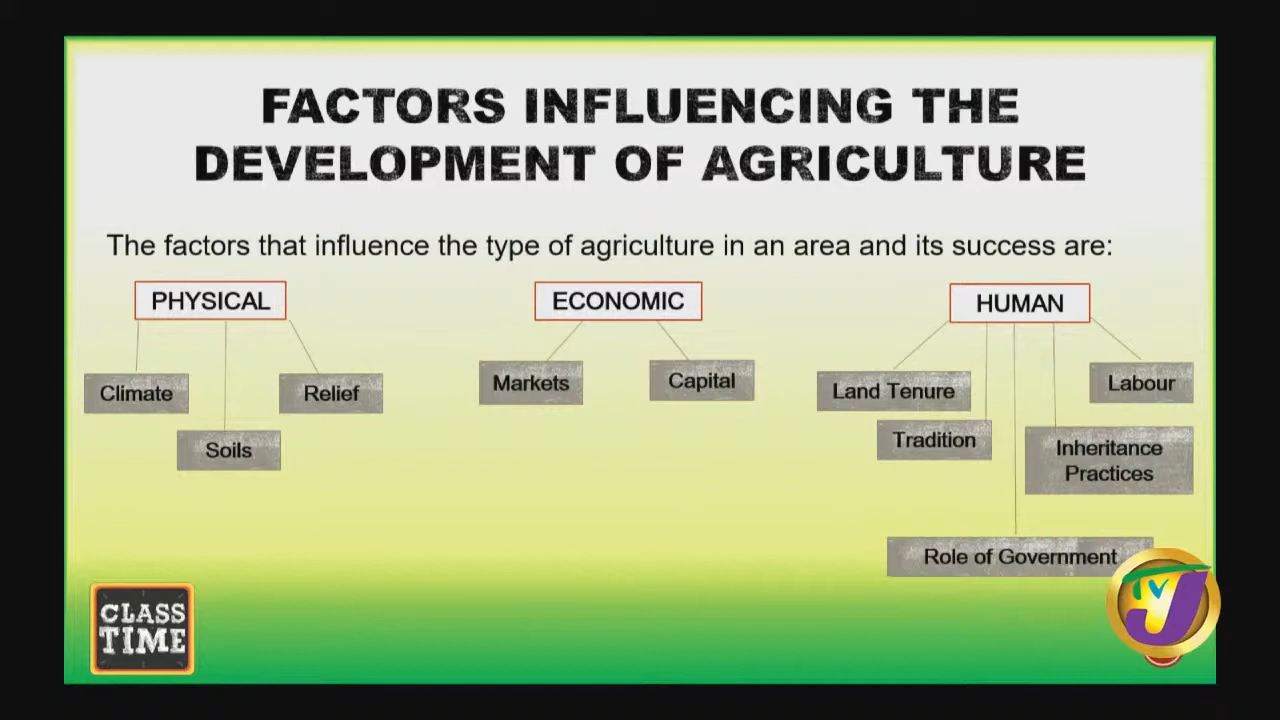 FACTORS INFLUENCING THE
DEVELOPMENT OF AGRICULTURE
The factors that influence the type of agriculture in an area and its success are:
PHYSICAL
Climate
Soils
Relief
ECONOMIC
Markets
Capital
HUMAN
Land Tenure
Tradition
Role of Government
Inheritance
Practices
Labour
CLASS
TIME
TVJ